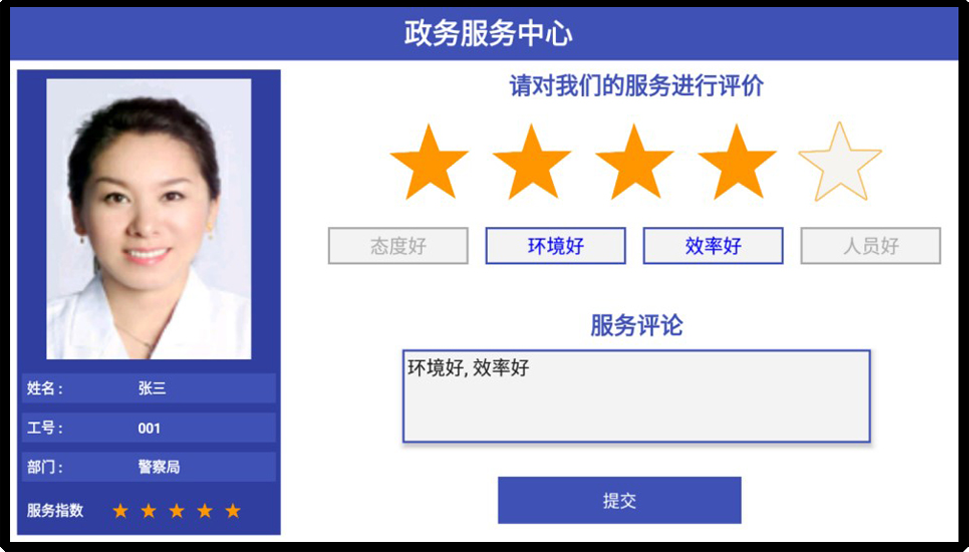 政务服务中心
请对我们的服务进行评价
态度好 环境好 效率好 人员好
服务评论
环境好, 效率好
提交
姓名： 张三
工号： 001
部门： 警察局
服务指数